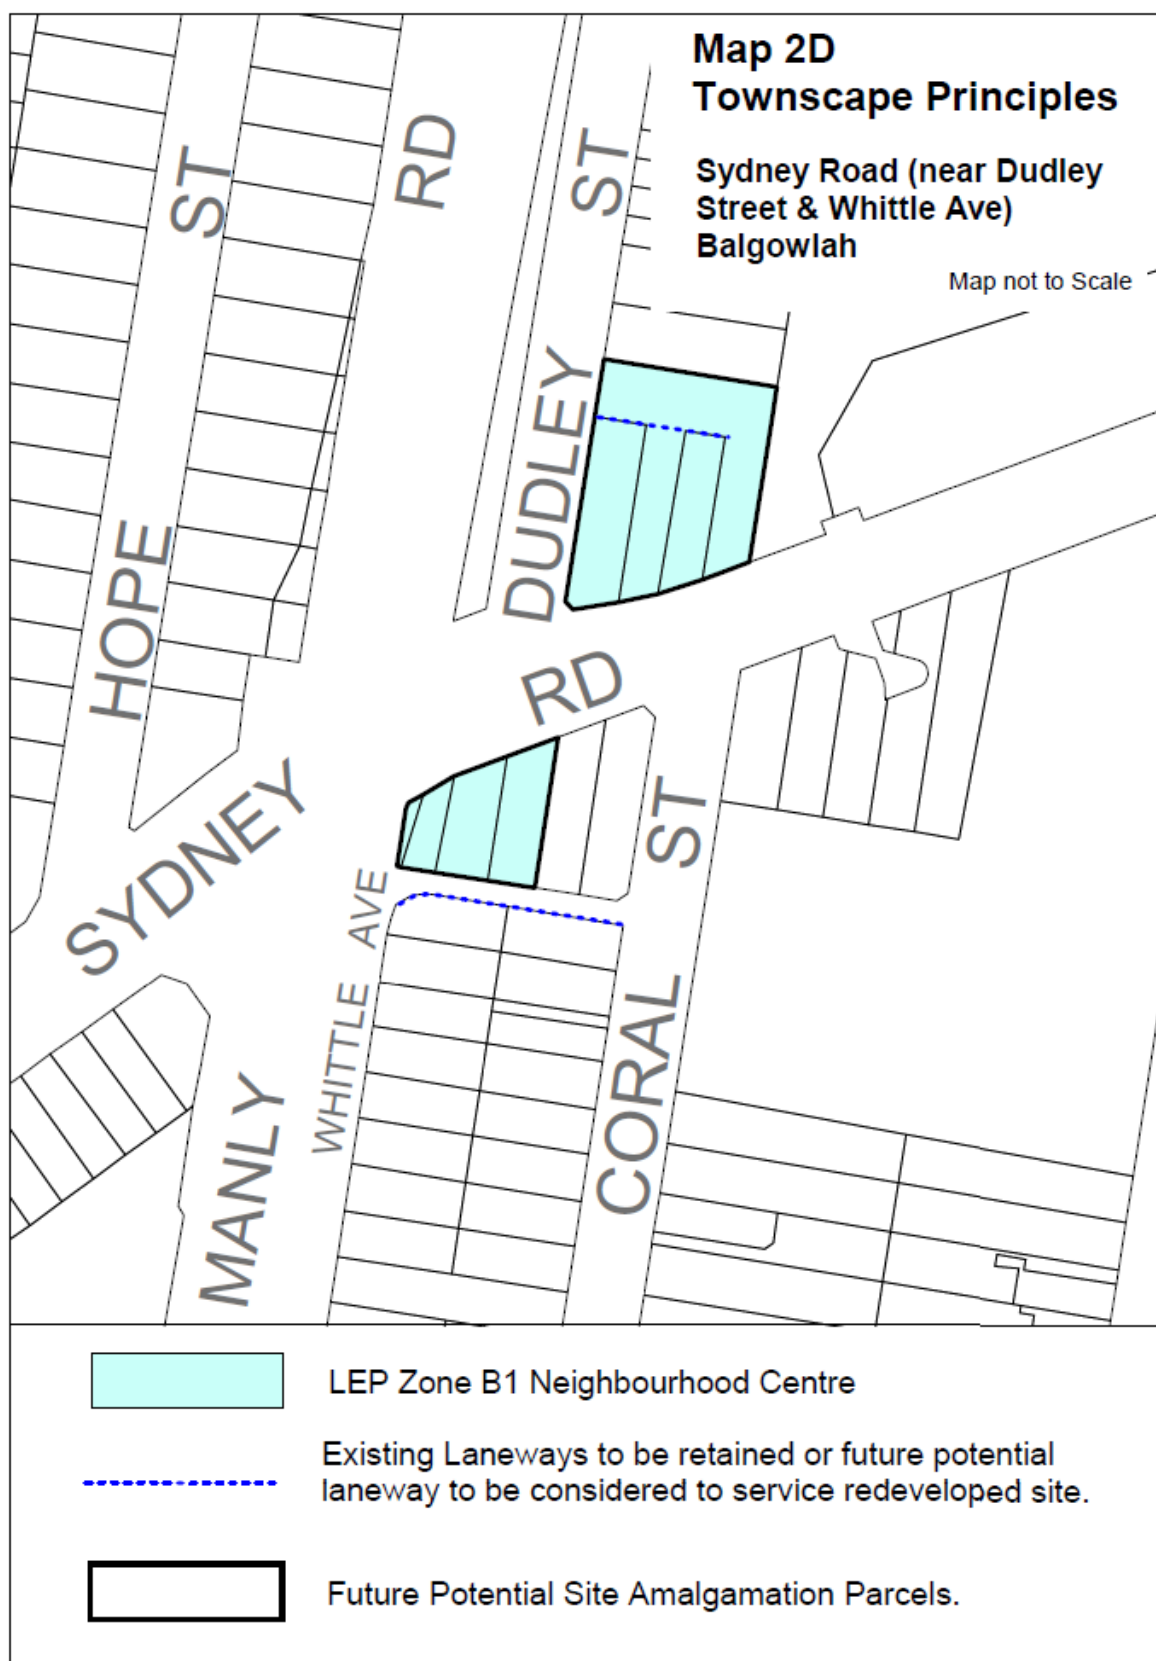 Map 2D
Townscape Principles
Sydney Road (near Dudley
Street & Whittle Ave)
Balgowlah
Map not to Scale
HOPE ST
RD
DUDLEY ST
SYDNEY RD
MANLY
WHITTLE AVE
CORAL ST
LEP Zone B1 Neighbourhood Centre
Existing Laneways to be retained or future potential
laneway to be considered to service redeveloped site.
Future Potential Site Amalgamation Parcels.